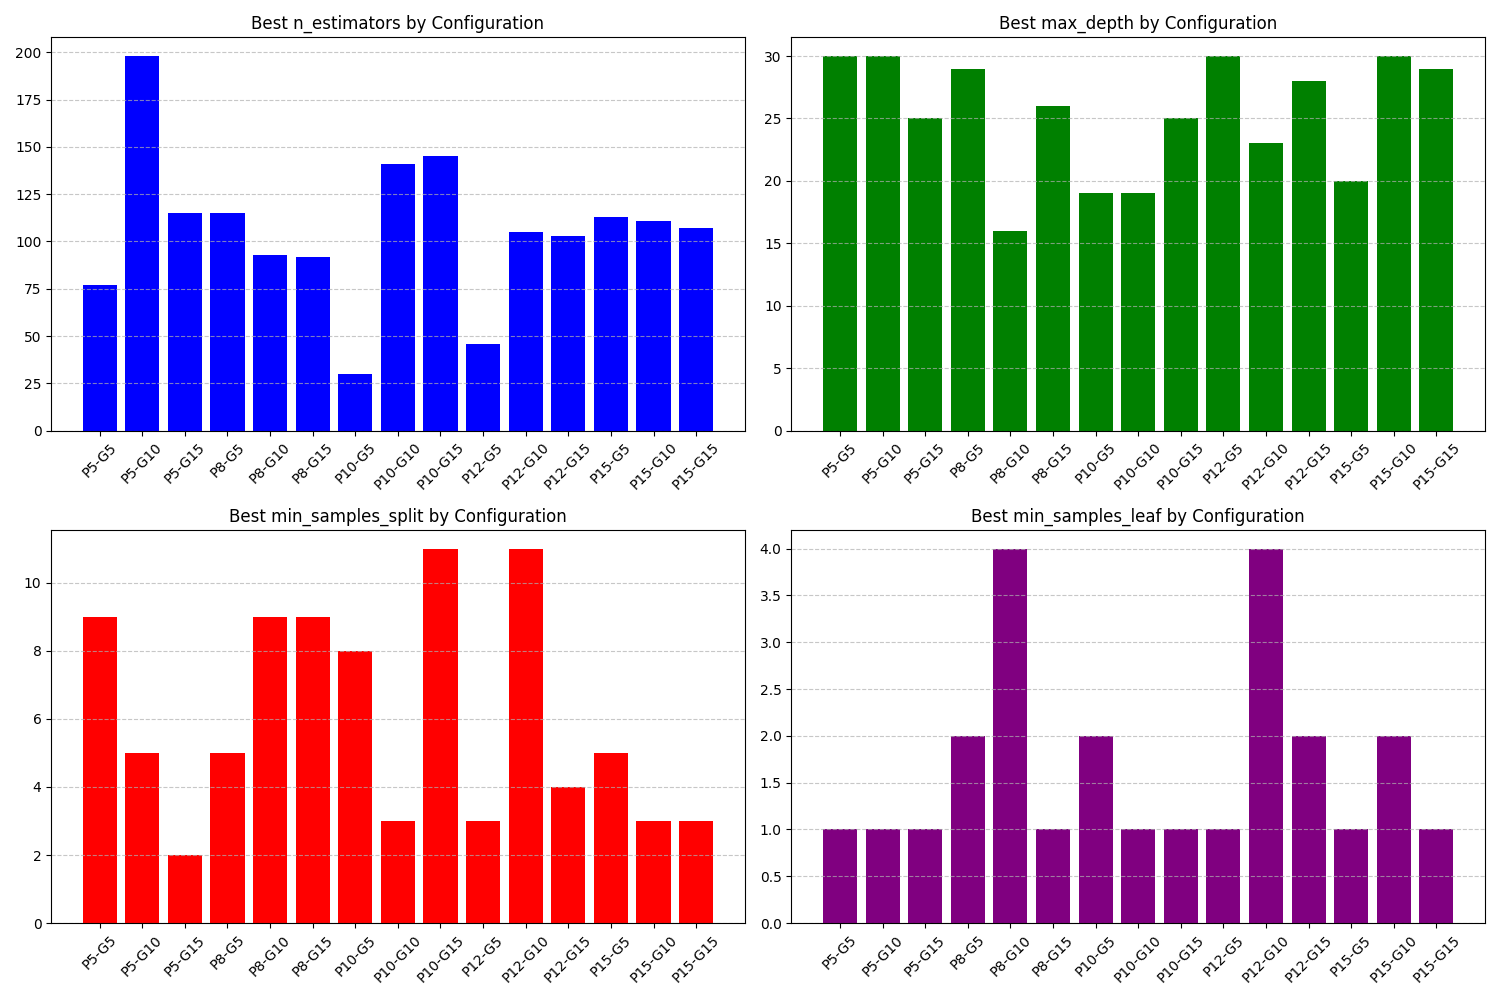 Best n_estimators by Configuration
200
175
150
125
100
75
50
25
0
P5-G5
P5-G10
P5-G15
P8-G5
P8-G10
P8-G15
P10-G5
P10-G10
P10-G15
P12-G5
P12-G10
P12-G15
P15-G5
P15-G10
P15-G15
Best max_depth by Configuration
30
25
20
15
10
5
0
P5-G5
P5-G10
P5-G15
P8-G5
P8-G10
P8-G15
P10-G5
P10-G10
P10-G15
P12-G5
P12-G10
P12-G15
P15-G5
P15-G10
P15-G15
Best min_samples_split by Configuration
10
8
6
4
2
0
P5-G5
P5-G10
P5-G15
P8-G5
P8-G10
P8-G15
P10-G5
P10-G10
P10-G15
P12-G5
P12-G10
P12-G15
P15-G5
P15-G10
P15-G15
Best min_samples_leaf by Configuration
4.0
3.5
3.0
2.5
2.0
1.5
1.0
0.5
0.0
P5-G5
P5-G10
P5-G15
P8-G5
P8-G10
P8-G15
P10-G5
P10-G10
P10-G15
P12-G5
P12-G10
P12-G15
P15-G5
P15-G10
P15-G15